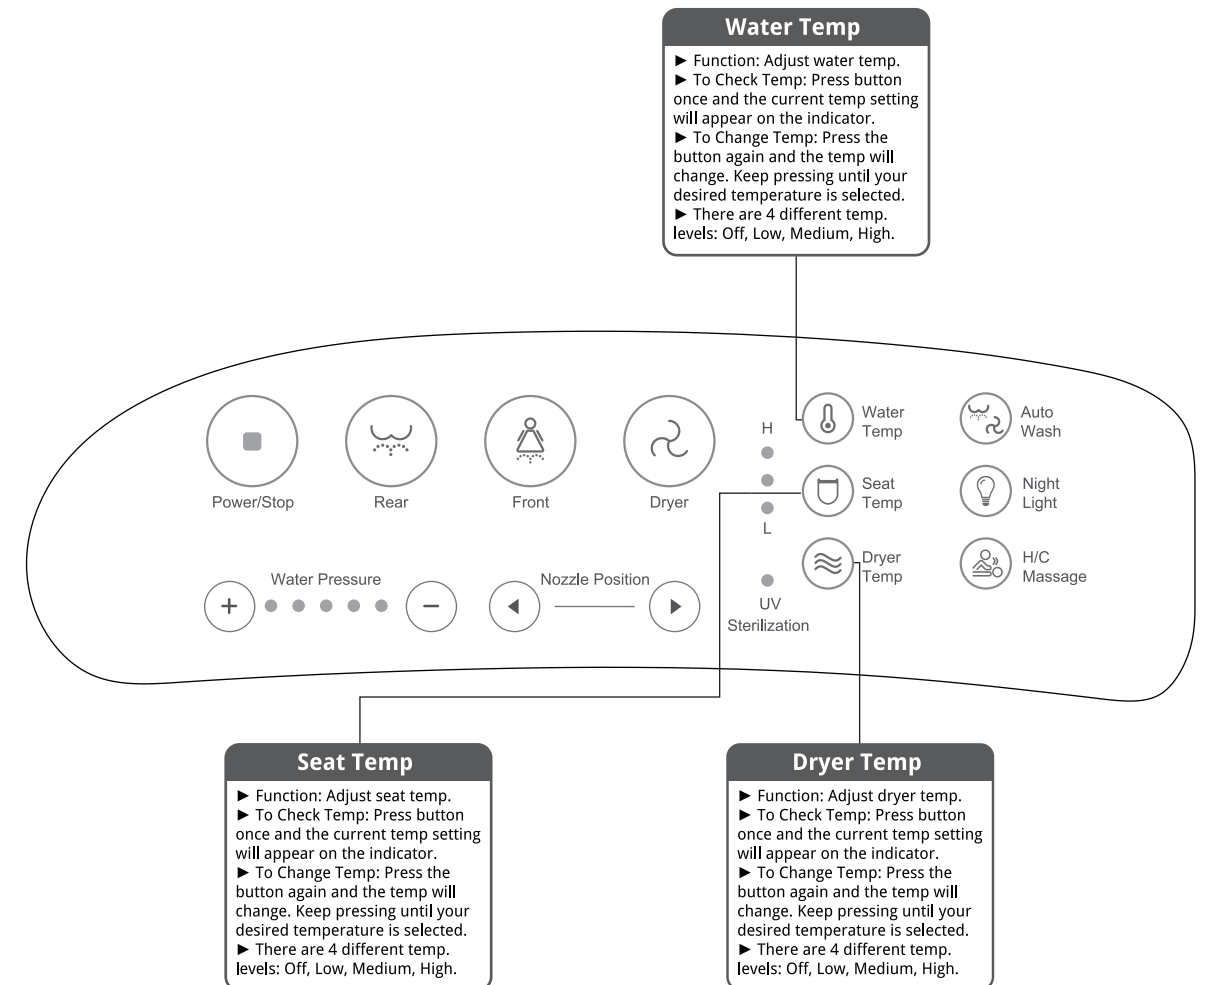 Water Temp
► Function: Adjust water temp.
► To Check Temp: Press button
once and the current temp setting
will appear on the indicator.
► To Change Temp: Press the
button again and the temp will
change. Keep pressing until your
desired temperature is selected.
► There are 4 different temp.
levels: Off, Low, Medium, High.
Power/Stop
Rear
Front
Dryer
H
L
Water
Temp
Auto
Wash
Seat
Temp
Night
Light
Dryer
Temp
H/C
Massage
+
Water Pressure
−
Nozzle Position
UV
Sterilization
Seat Temp
► Function: Adjust seat temp.
► To Check Temp: Press button
once and the current temp setting
will appear on the indicator.
► To Change Temp: Press the
button again and the temp will
change. Keep pressing until your
desired temperature is selected.
► There are 4 different temp.
levels: Off, Low, Medium, High.
Dryer Temp
► Function: Adjust dryer temp.
► To Check Temp: Press button
once and the current temp setting
will appear on the indicator.
► To Change Temp: Press the
button again and the temp will
change. Keep pressing until your
desired temperature is selected.
► There are 4 different temp.
levels: Off, Low, Medium, High.